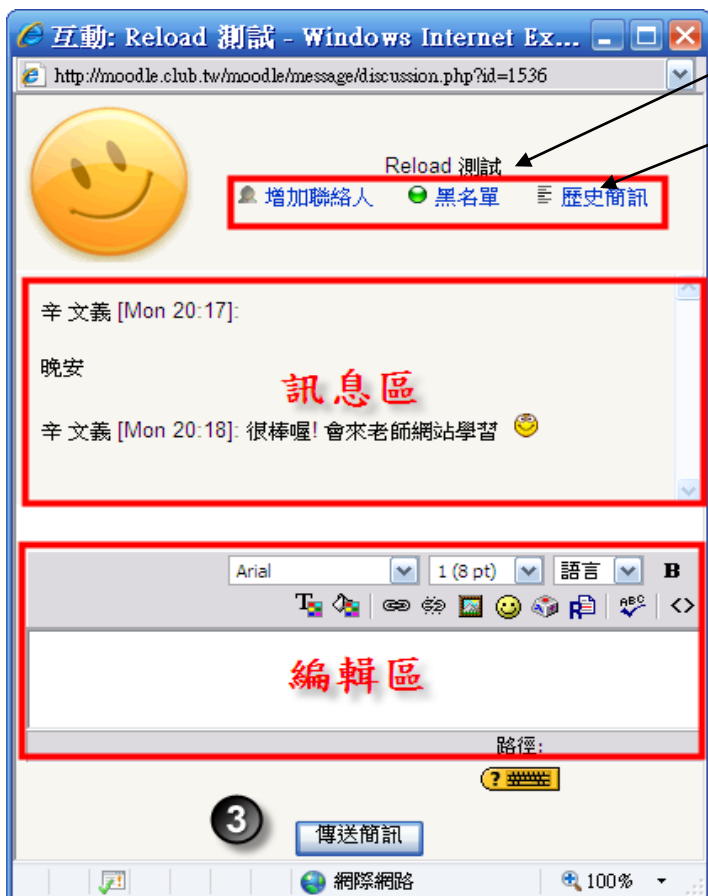 互動: Reload 測試 - Windows Internet Ex...
http://moodle.club.tw/moodle/message/discussion.php?id=1536
Reload 測試
增加聯絡人 黑名單 歷史簡訊
辛 文義 [Mon 20:17]:
晚安
訊息區
辛 文義 [Mon 20:18]: 很棒喔! 會來老師網站學習
Arial 1 (8 pt) 語言 B
ABC <>
編輯區
路徑:
?
3 傳送簡訊
網際網路 100%